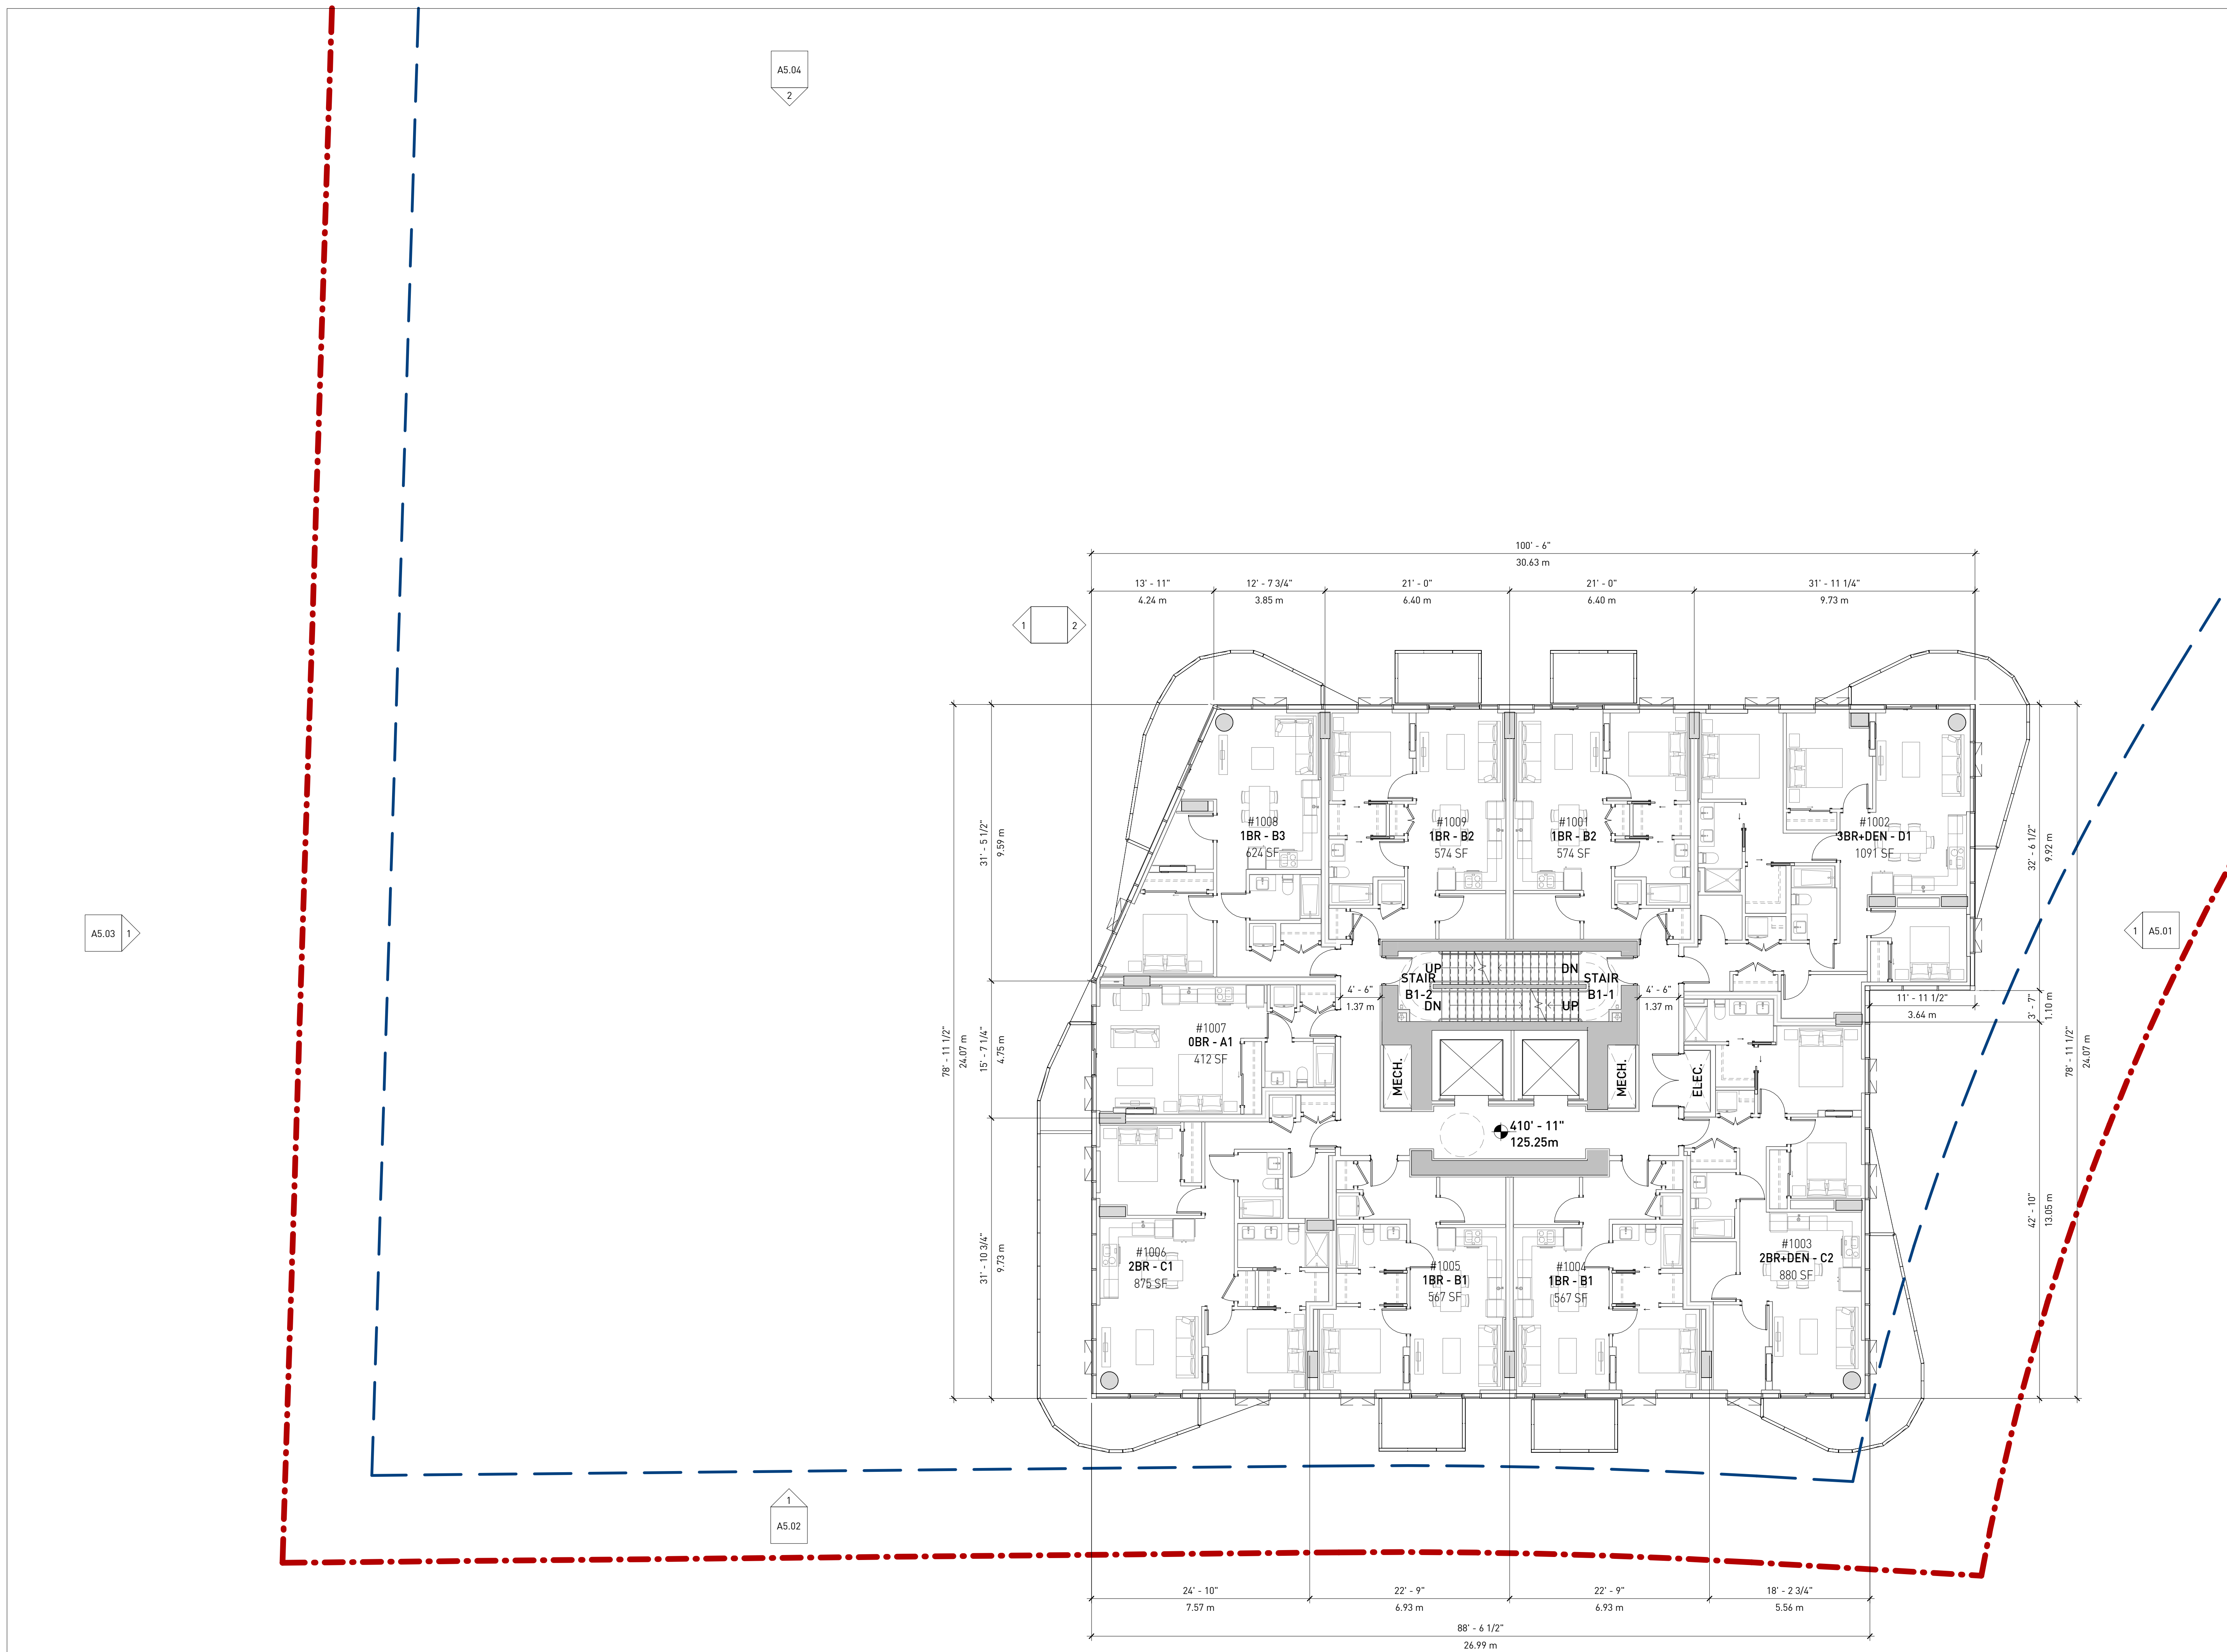 A5.04
2
100' - 6"
30.63 m
13' - 11"
12' - 7 3/4"
21' - 0"
21' - 0"
31' - 11 1/4"
4.24 m
3.85 m
6.40 m
6.40 m
9.73 m
1
2
#1008
1BR - B3
624 SF
#1009
1BR - B2
574 SF
#1001
1BR - B2
574 SF
#1002
3BR+DEN - D1
1091 SF
31' - 5 1/2"
9.59 m
32' - 6 1/2"
9.92 m
A5.03
1
1
A5.01
UP
STAIR
B1-2
DN
DN
STAIR
B1-1
UP
4' - 6"
1.37 m
4' - 6"
1.37 m
11' - 11 1/2"
3.64 m
3' - 7"
1.10 m
78' - 11 1/2"
24.07 m
15' - 7 1/4"
4.75 m
78' - 11 1/2"
24.07 m
#1007
0BR - A1
412 SF
MECH.
MECH.
ELEC.
410' - 11"
125.25m
31' - 10 3/4"
9.73 m
42' - 10"
13.05 m
#1006
2BR - C1
875 SF
#1005
1BR - B1
567 SF
#1004
1BR - B1
567 SF
#1003
2BR+DEN - C2
880 SF
1
A5.02
24' - 10"
22' - 9"
22' - 9"
18' - 2 3/4"
7.57 m
6.93 m
6.93 m
5.56 m
88' - 6 1/2"
26.99 m